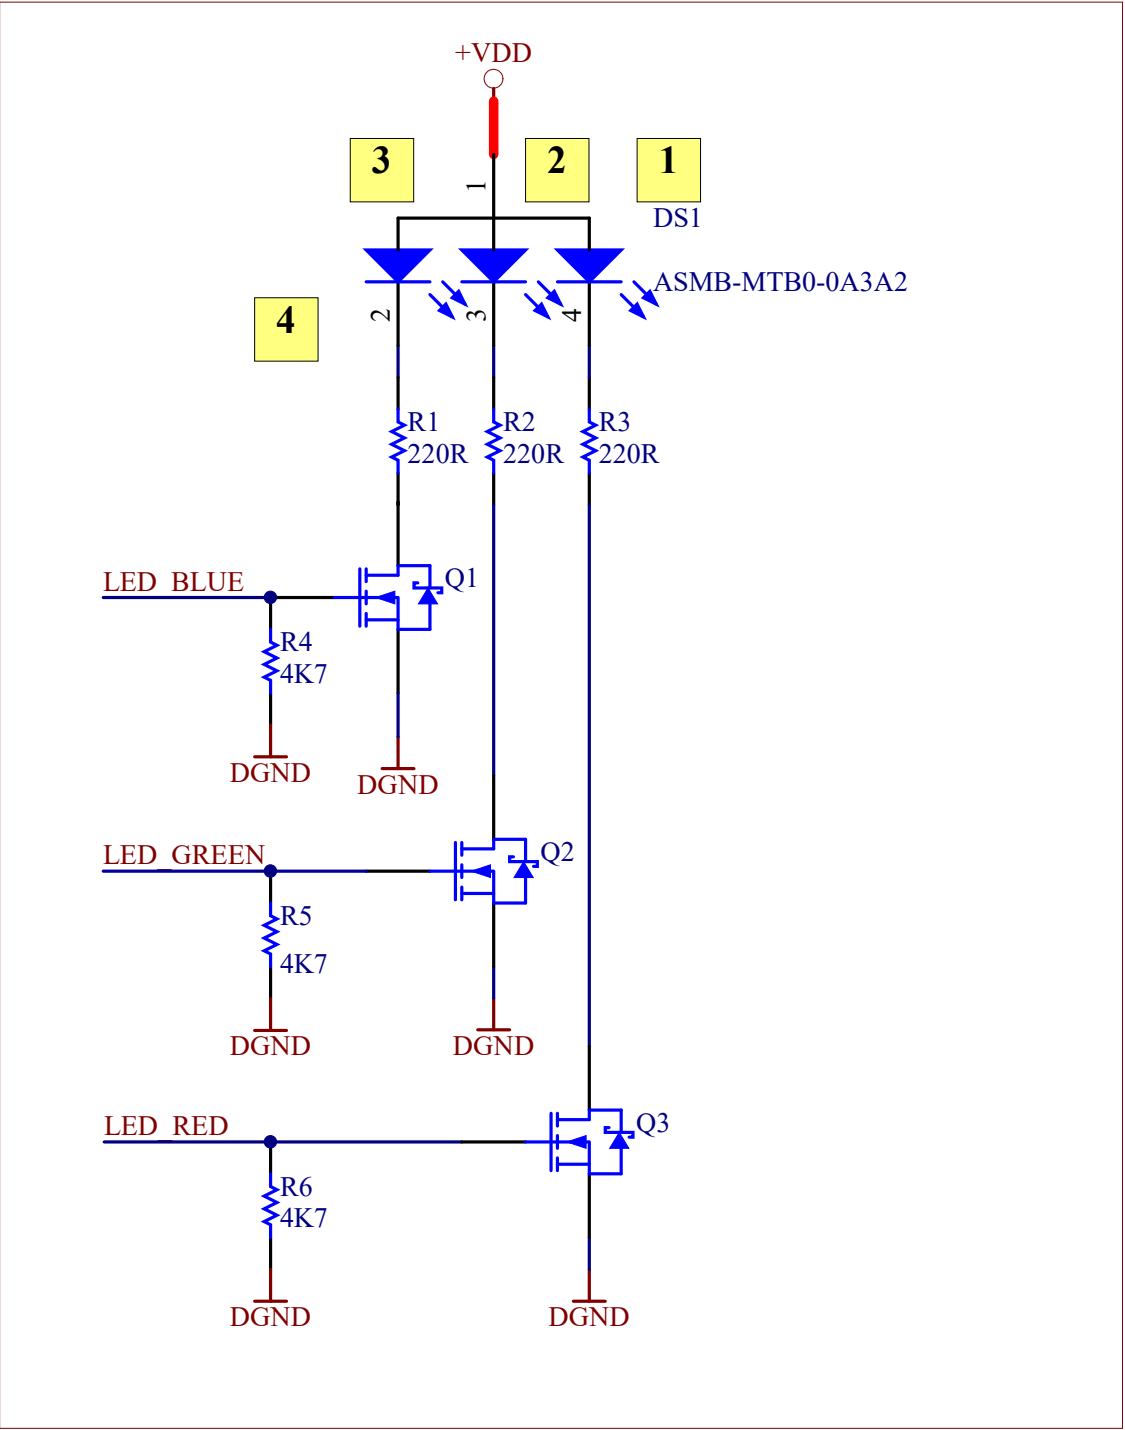 +VDD
3
2
1
1
DS1
ASMB-MTB0-0A3A2
4
2
3
4
R1
220R
R2
220R
R3
220R
LED_BLUE
Q1
R4
4K7
DGND
DGND
LED_GREEN
Q2
R5
4K7
DGND
DGND
LED_RED
Q3
R6
4K7
DGND
DGND